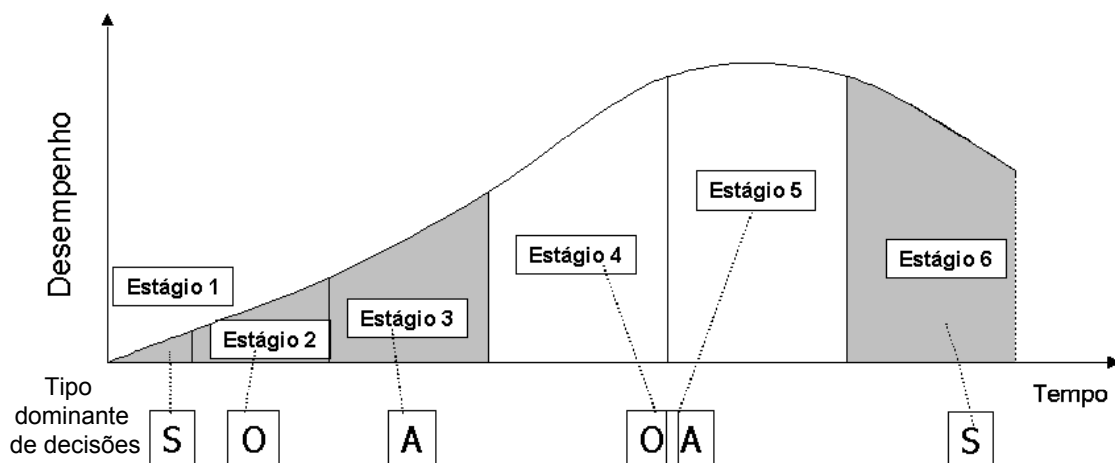 Desempenho
Estágio 1
Estágio 2
Estágio 3
Estágio 4
Estágio 5
Estágio 6
Tempo
Tipo
dominante
de decisões
S
O
A
O
A
S